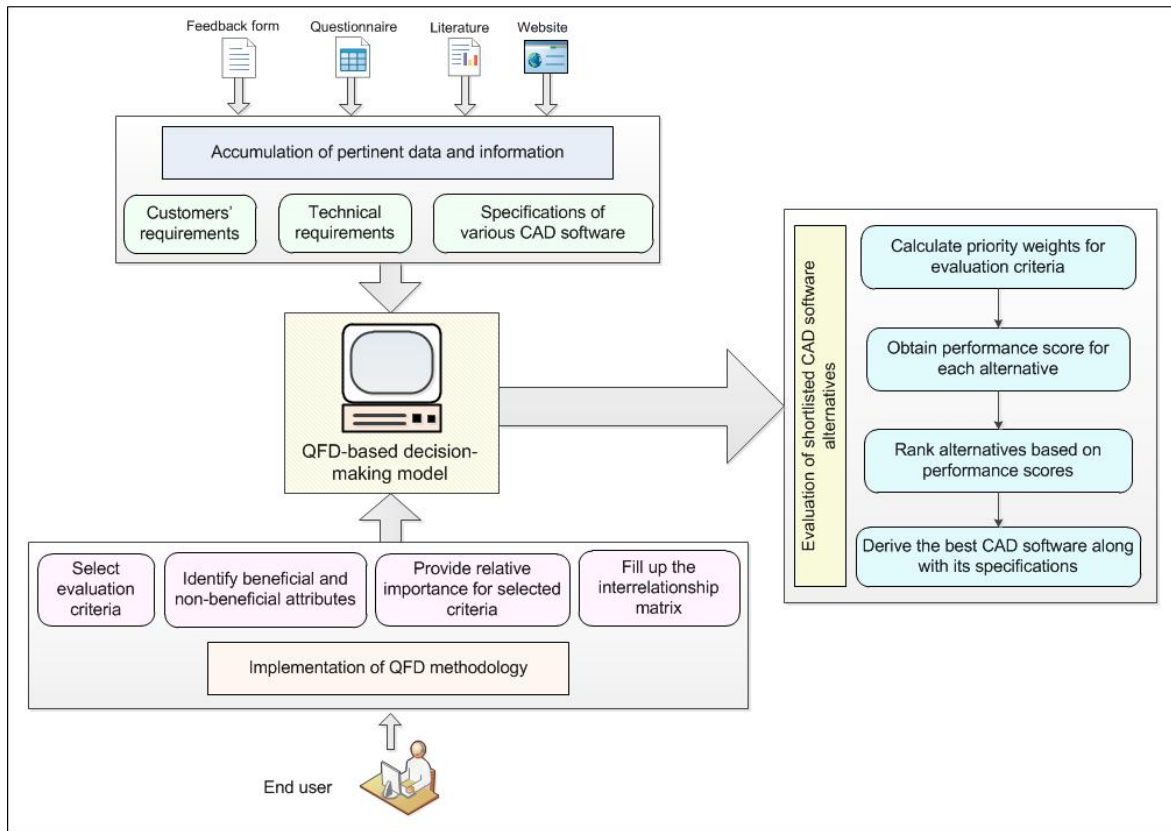 Feedback form
Questionnaire
Literature
Website
Accumulation of pertinent data and information
Customers'
requirements
Technical
requirements
Specifications of
various CAD software
QFD-based decision-
making model
Select
evaluation
criteria
Identify beneficial and
non-beneficial attributes
Provide relative
importance for selected
criteria
Fill up the
interrelationship
matrix
Implementation of QFD methodology
End user
Evaluation of shortlisted CAD software
alternatives
Calculate priority weights for
evaluation criteria
Obtain performance score for
each alternative
Rank alternatives based on
performance scores
Derive the best CAD software along
with its specifications